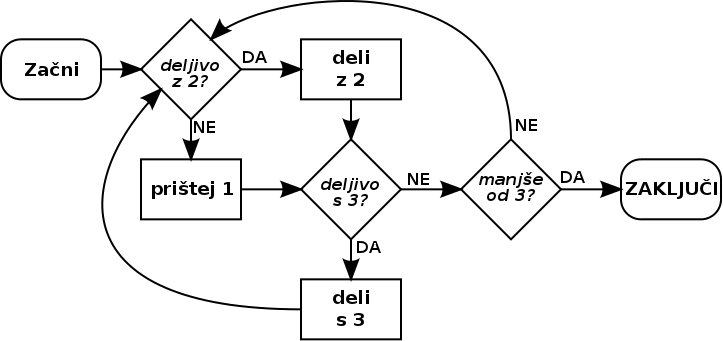 Začni
deljivo
z 2?
DA
deli
z 2
NE
prištej 1
deljivo
s 3?
NE
manjše
od 3?
NE
DA
ZAKLJUČI
DA
deli
s 3